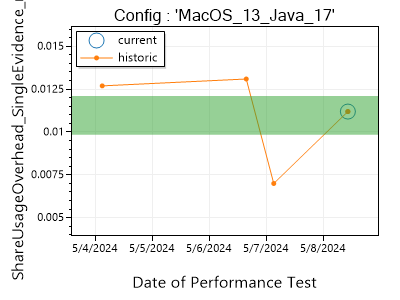 Config : 'MacOS_13_Java_17'
current
historic
0.015
0.0125
0.01
0.0075
0.005
5/4/2024 5/5/2024 5/6/2024 5/7/2024 5/8/2024
Date of Performance Test
ShareUsageOverhead_SingleEvidence_